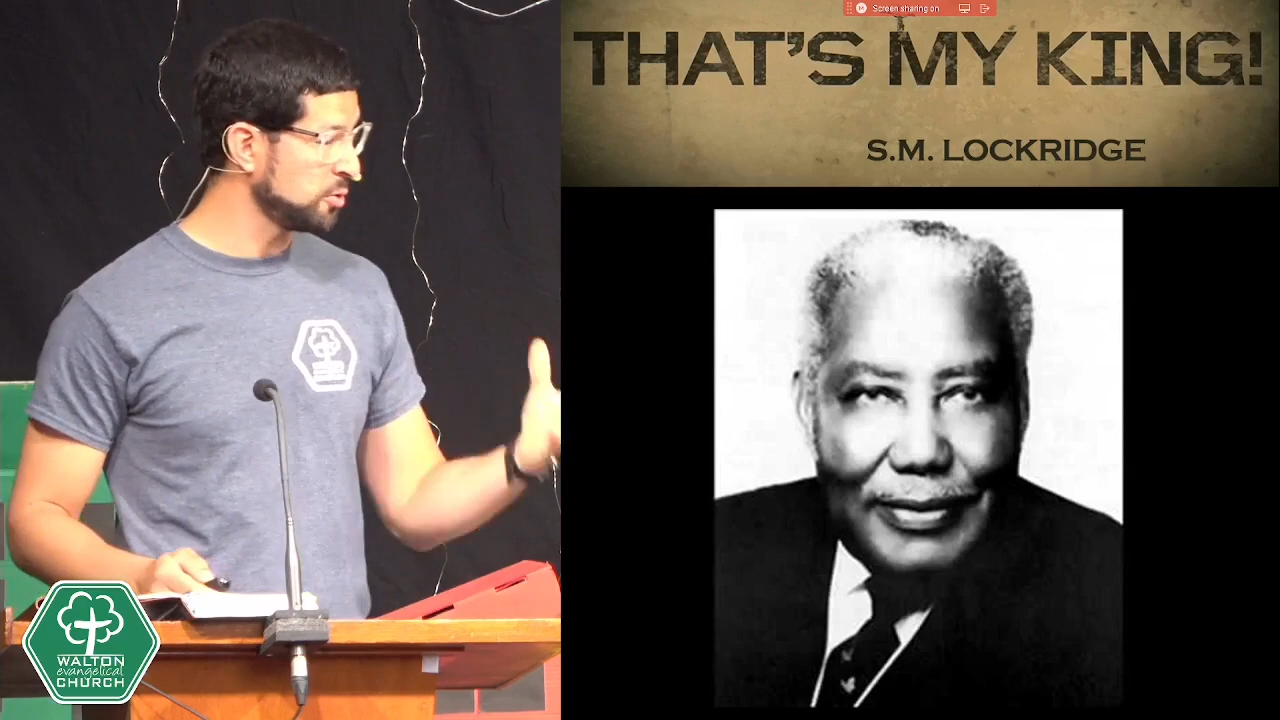 Screen sharing on
THAT'S MY KING!
S.M. LOCKRIDGE
WALTON
evangelical
CHURCH